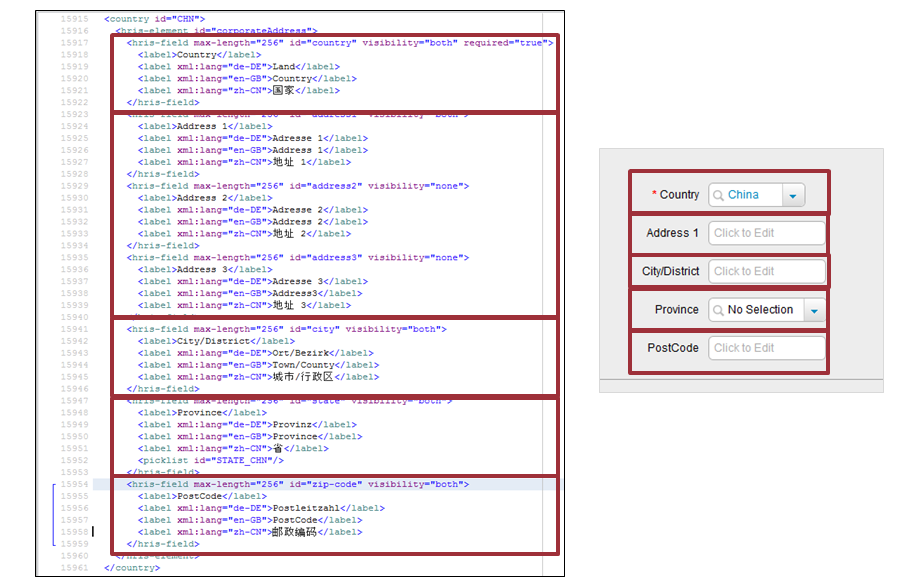 15915 <country id="CHN">
15916 <hris-element id="corporateAddress">
15917 <hris-field max-length="256" id="country" visibility="both" required="true">
15918 <label>Country</label>
15919 <label xml:lang="de-DE">Land</label>
15920 <label xml:lang="en-GB">Country</label>
15921 <label xml:lang="zh-CN">国家</label>
15922 </hris-field>
15923 <hris-field max-length="256" id="address1" visibility="both">
15924 <label>Address 1</label>
15925 <label xml:lang="de-DE">Adresse 1</label>
15926 <label xml:lang="en-GB">Addresse 1</label>
15927 <label xml:lang="zh-CN">地址 1</label>
15928 </hris-field>
15929 <hris-field max-length="256" id="address2" visibility="none">
15930 <label>Address 2</label>
15931 <label xml:lang="de-DE">Adresse 2</label>
15932 <label xml:lang="en-GB">Addresse 2</label>
15933 <label xml:lang="zh-CN">地址 2</label>
15934 </hris-field>
15935 <hris-field max-length="256" id="address3" visibility="none">
15936 <label>Address 3</label>
15937 <label xml:lang="de-DE">Adresse 3</label>
15938 <label xml:lang="en-GB">Address3</label>
15939 <label xml:lang="zh-CN">地址 3</label>
15940 </hris-field>
15941 <hris-field max-length="256" id="city" visibility="both">
15942 <label>City/District</label>
15943 <label xml:lang="de-DE">Ort/Bezirk</label>
15944 <label xml:lang="en-GB">Town/County</label>
15945 <label xml:lang="zh-CN">城市/行政区</label>
15946 </hris-field>
15947 <hris-field max-length="256" id="state" visibility="both">
15948 <label>Province</label>
15949 <label xml:lang="de-DE">Provinz</label>
15950 <label xml:lang="en-GB">Province</label>
15951 <label xml:lang="zh-CN">省</label>
15952 <picklist id="STATE_CHN"/>
15953 </hris-field>
15954 <hris-field max-length="256" id="zip-code" visibility="both">
15955 <label>PostCode</label>
15956 <label xml:lang="de-DE">Postleitzahl</label>
15957 <label xml:lang="en-GB">PostCode</label>
15958 <label xml:lang="zh-CN">邮政编码</label>
15959 </hris-field>
15960 </hris-element>
15961 </country>
* Country China
Address 1 Click to Edit
City/District Click to Edit
Province No Selection
PostCode Click to Edit